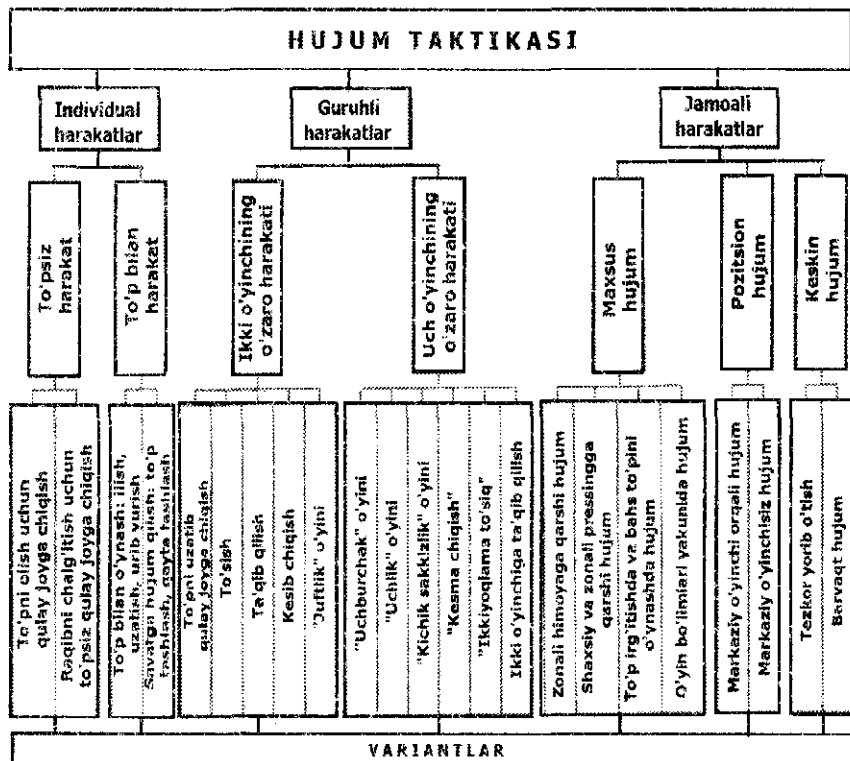 HUJUM TAKTIKASI
Individual
harakatlar
Guruhli
harakatlar
Jamoali
harakatlar
To'psiz
harakat
To'p bilan
harakat
Ikki o'yinchining
o'zaro harakati
Uch o'yinchining
o'zaro harakati
Maxsus
hujum
Pozitsion
hujum
Keskin
hujum
To'pni olish uchun
qulay joyga chiqish
Raqibni chalg'itish uchun
to'psiz qulay joyga chiqish
To'p bilan o'ynash: ilish,
uzatish, urib yurish
Savatga hujum qilish: to'p
tashlash, qayta tashlash
To'pni uzatib
qulay joyga chiqish
To'sish
Ta'qib qilish
Kesib chiqish
"Juftlik" o'yini
"Uchburchak" o'yini
"Uchlik" o'yini
"Kichik sakkizlik" o'yini
"Kesma chiqish"
"Ikkiyoqlama to'siq"
Ikki o'yinchiga ta'qib qilish
Zonali himoyaga qarshi hujum
Shaxsiy va zonali pressingga
qarshi hujum
To'p irg'itishda va bahs to'pini
o'ynashda hujum
O'yin bo'limlari yakunida hujum
Markaziy o'yinchi orqali hujum
Markaziy o'yinchisiz hujum
Tezkor yorib o'tish
Barvaqt hujum
VARIANTLAR